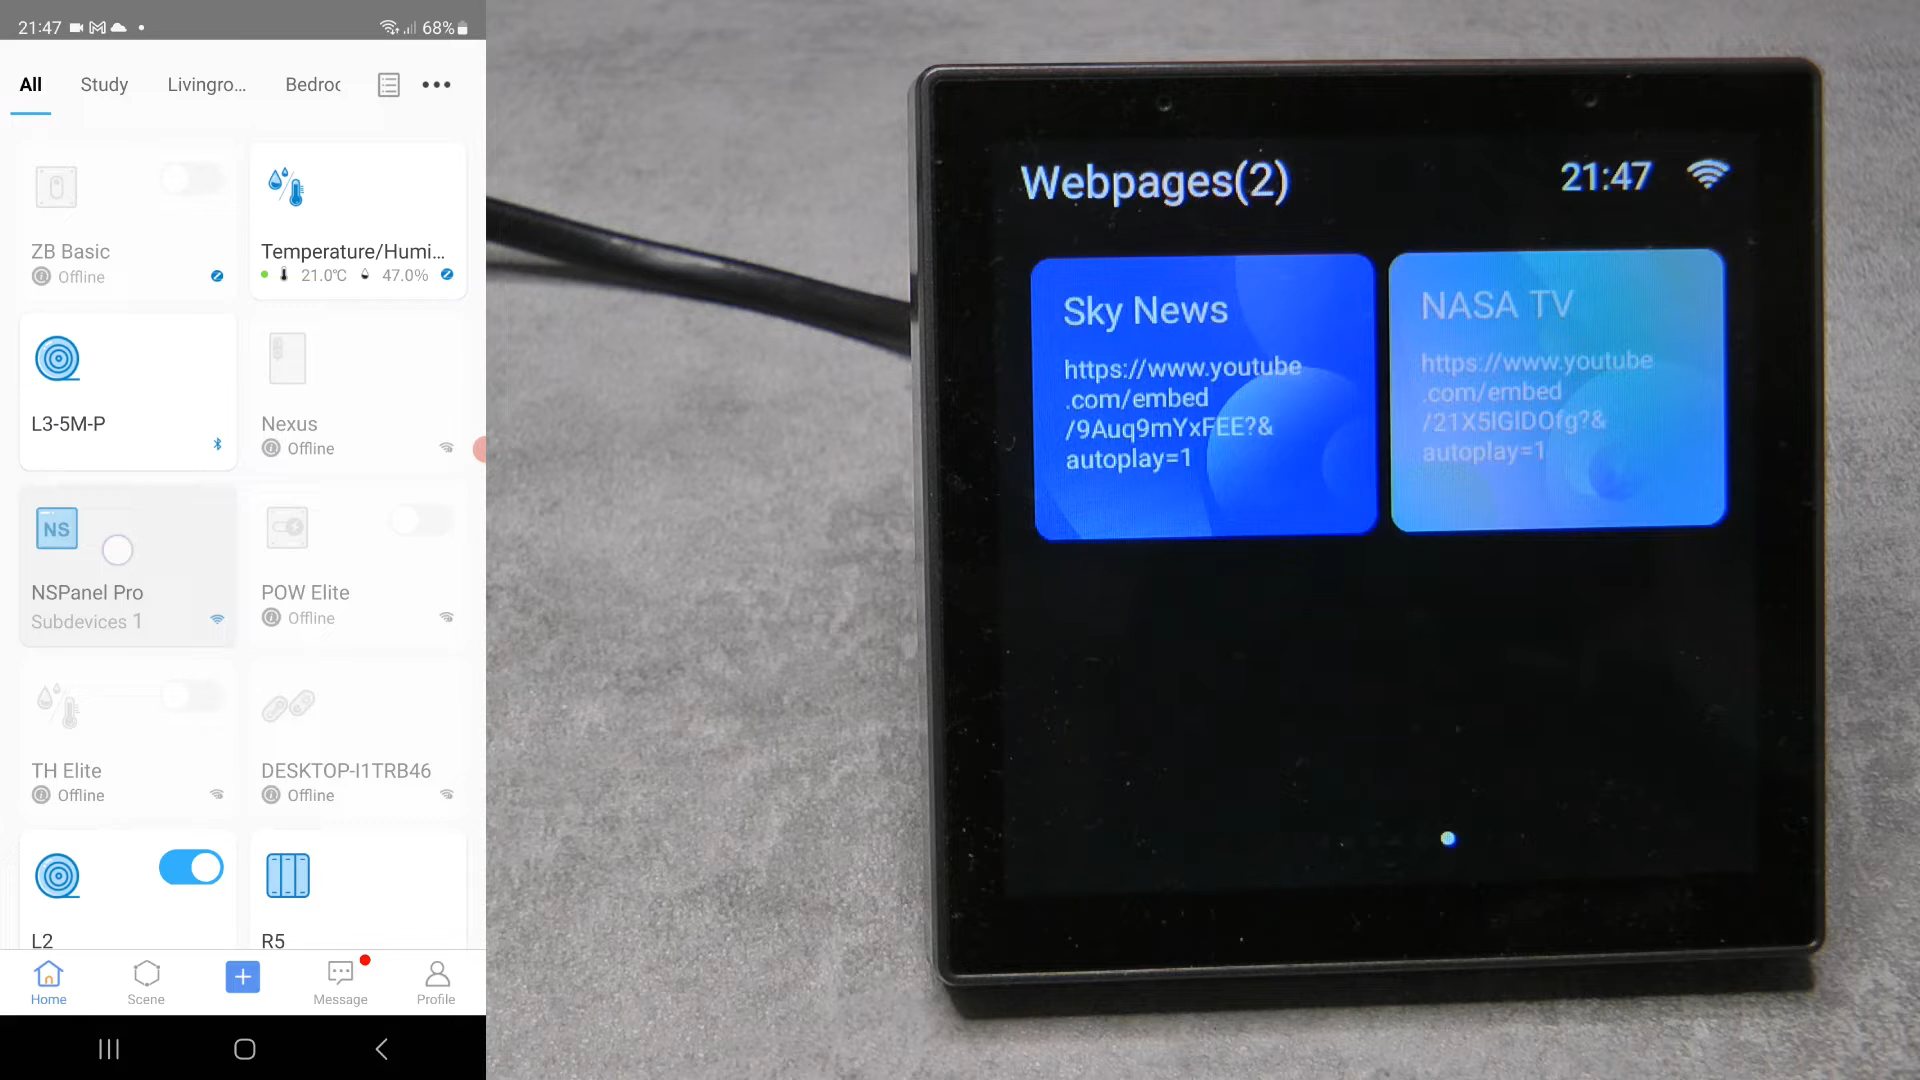 21:47
68%
All
Study
Livingro...
Bedroc
ZB Basic
Offline
Temperature/Humi...
21.0℃
47.0%
L3-5M-P
Nexus
Offline
NS
NSPanel Pro
Subdevices 1
POW Elite
Offline
TH Elite
Offline
DESKTOP-I1TRB46
Offline
L2
R5
Home
Scene
Message
Profile
Webpages(2)
21:47
Sky News
https://www.youtube
.com/embed
/9Auq9mYxFEE?&
autoplay=1
NASA TV
https://www.youtube
.com/embed
/21X5lGlDOfg?&
autoplay=1